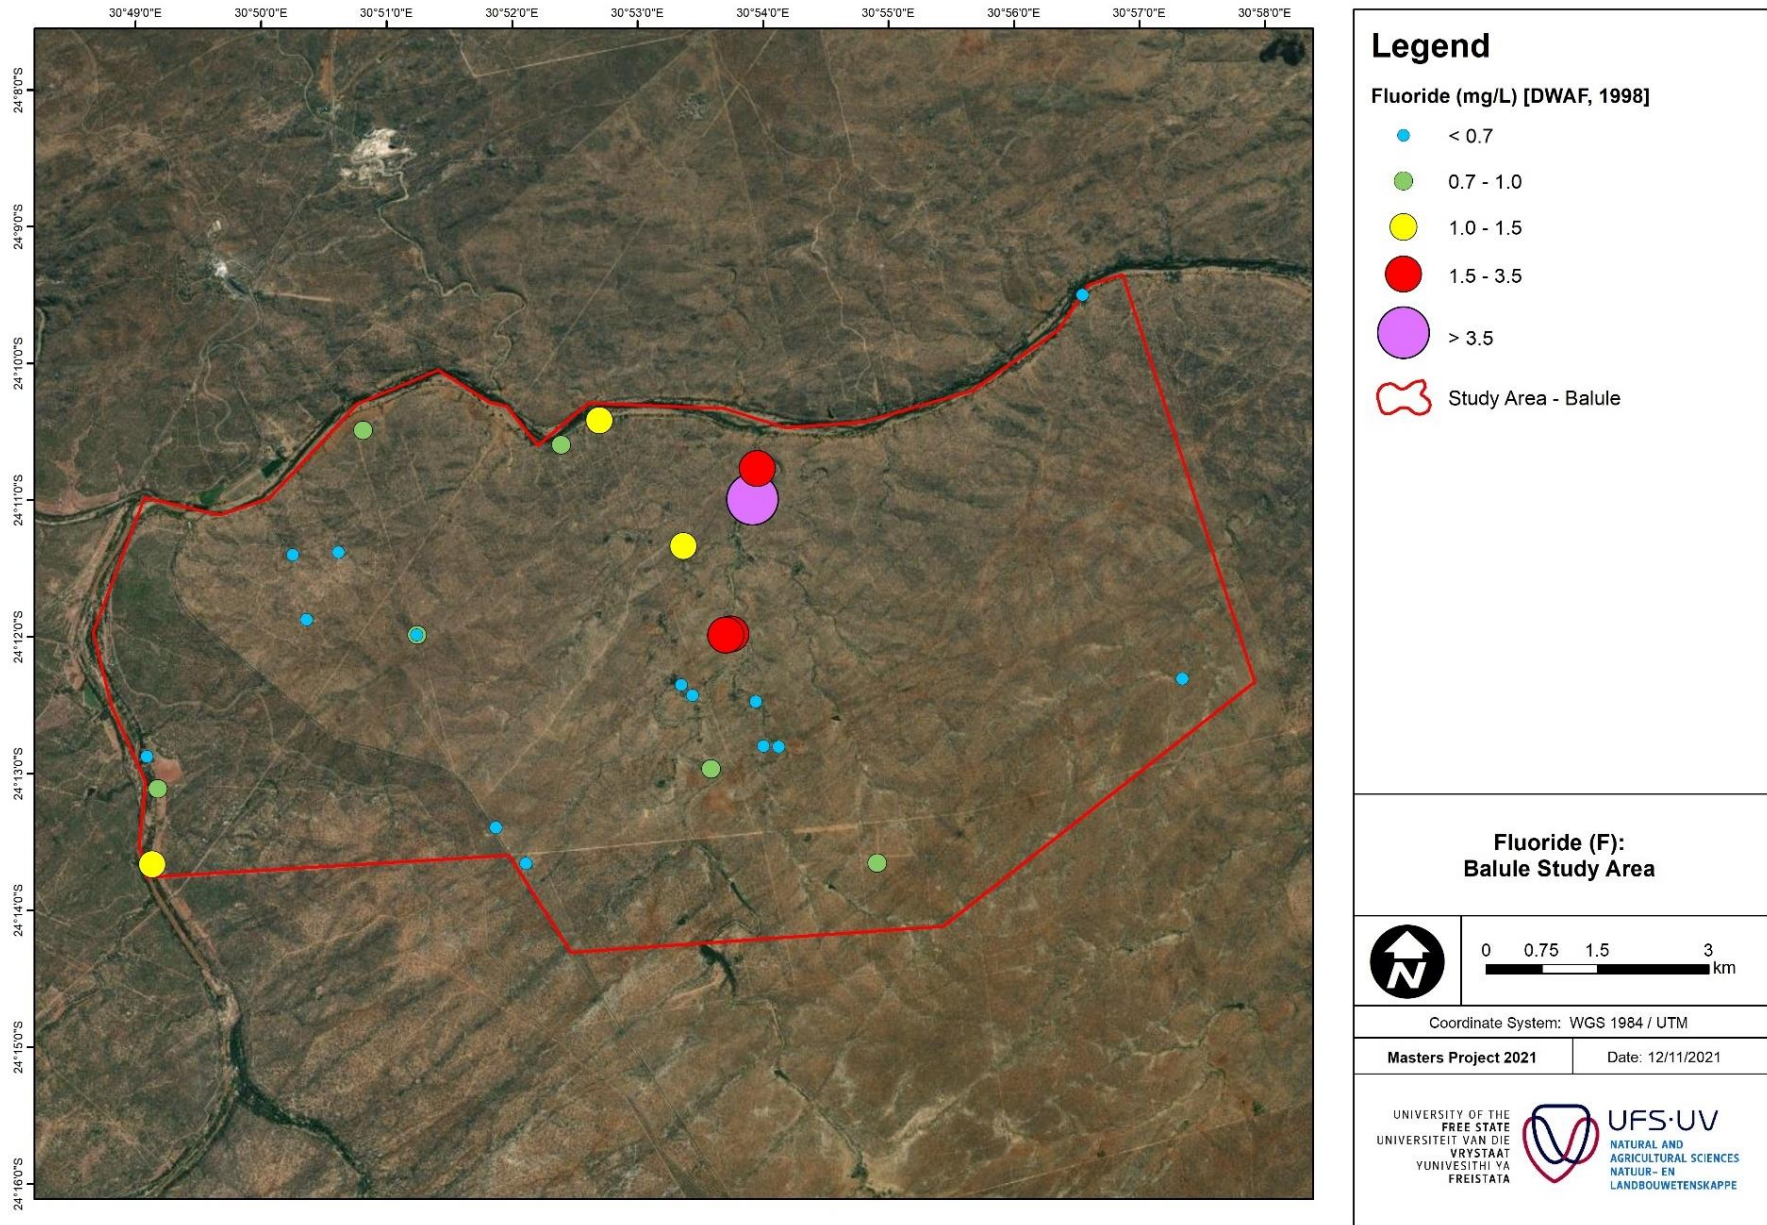 30°49'0"E 30°50'0"E 30°51'0"E 30°52'0"E 30°53'0"E 30°54'0"E 30°55'0"E 30°56'0"E 30°57'0"E 30°58'0"E
24°8'0"S
24°9'0"S
24°10'0"S
24°11'0"S
24°12'0"S
24°13'0"S
24°14'0"S
24°15'0"S
24°16'0"S
Legend
Fluoride (mg/L) [DWAF, 1998]
< 0.7
0.7 - 1.0
1.0 - 1.5
1.5 - 3.5
> 3.5
Study Area - Balule
Fluoride (F):
Balule Study Area
N
0 0.75 1.5 3
km
Coordinate System: WGS 1984 / UTM
Masters Project 2021
Date: 12/11/2021
UNIVERSITY OF THE
FREE STATE
UNIVERSITEIT VAN DIE
VRYSTAAT
YUNIVESITHI YA
FREISTATA
UFS·UV
NATURAL AND
AGRICULTURAL SCIENCES
NATUUR- EN
LANDBOUWETENSKAPPE